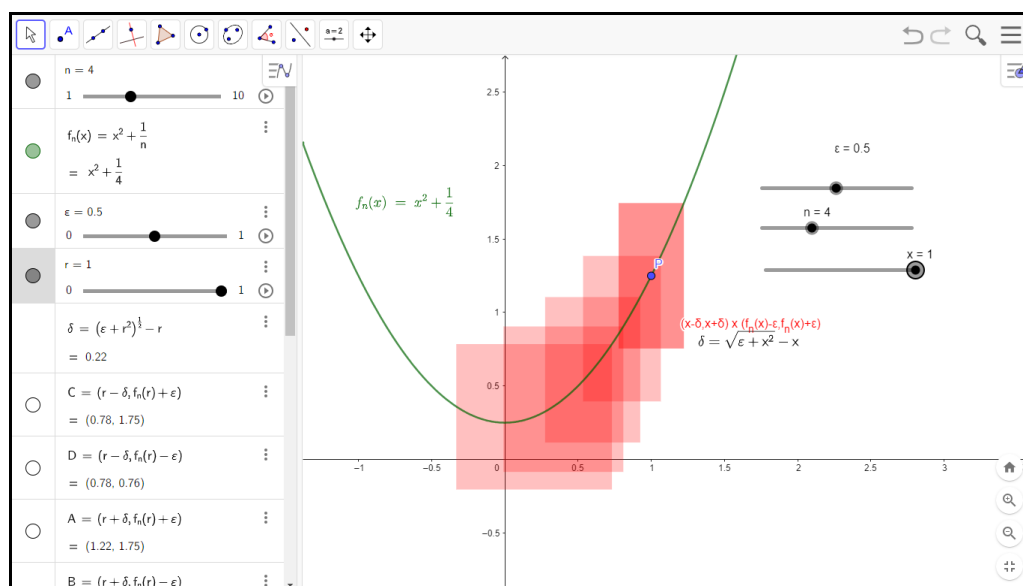 A
a=2
n = 4
1 10
fₙ(x) = x² + 1/n
= x² + 1/4
ε = 0.5
0 1
r = 1
0 1
δ = (ε + r²)^(1/2) − r
= 0.22
C = (r − δ, fₙ(r) + ε)
= (0.78, 1.75)
D = (r − δ, fₙ(r) − ε)
= (0.78, 0.76)
A = (r + δ, fₙ(r) + ε)
= (1.22, 1.75)
B = (r + δ, fₙ(r) − ε)
2.5
2
1.5
1
0.5
−0.5
−1 −0.5 0 0.5 1 1.5 2 2.5 3
fₙ(x) = x² + 1/4
P
(x-δ,x+δ) x (fₙ(x)-ε,fₙ(x)+ε)
δ = √(ε + x²) − x
ε = 0.5
n = 4
x = 1